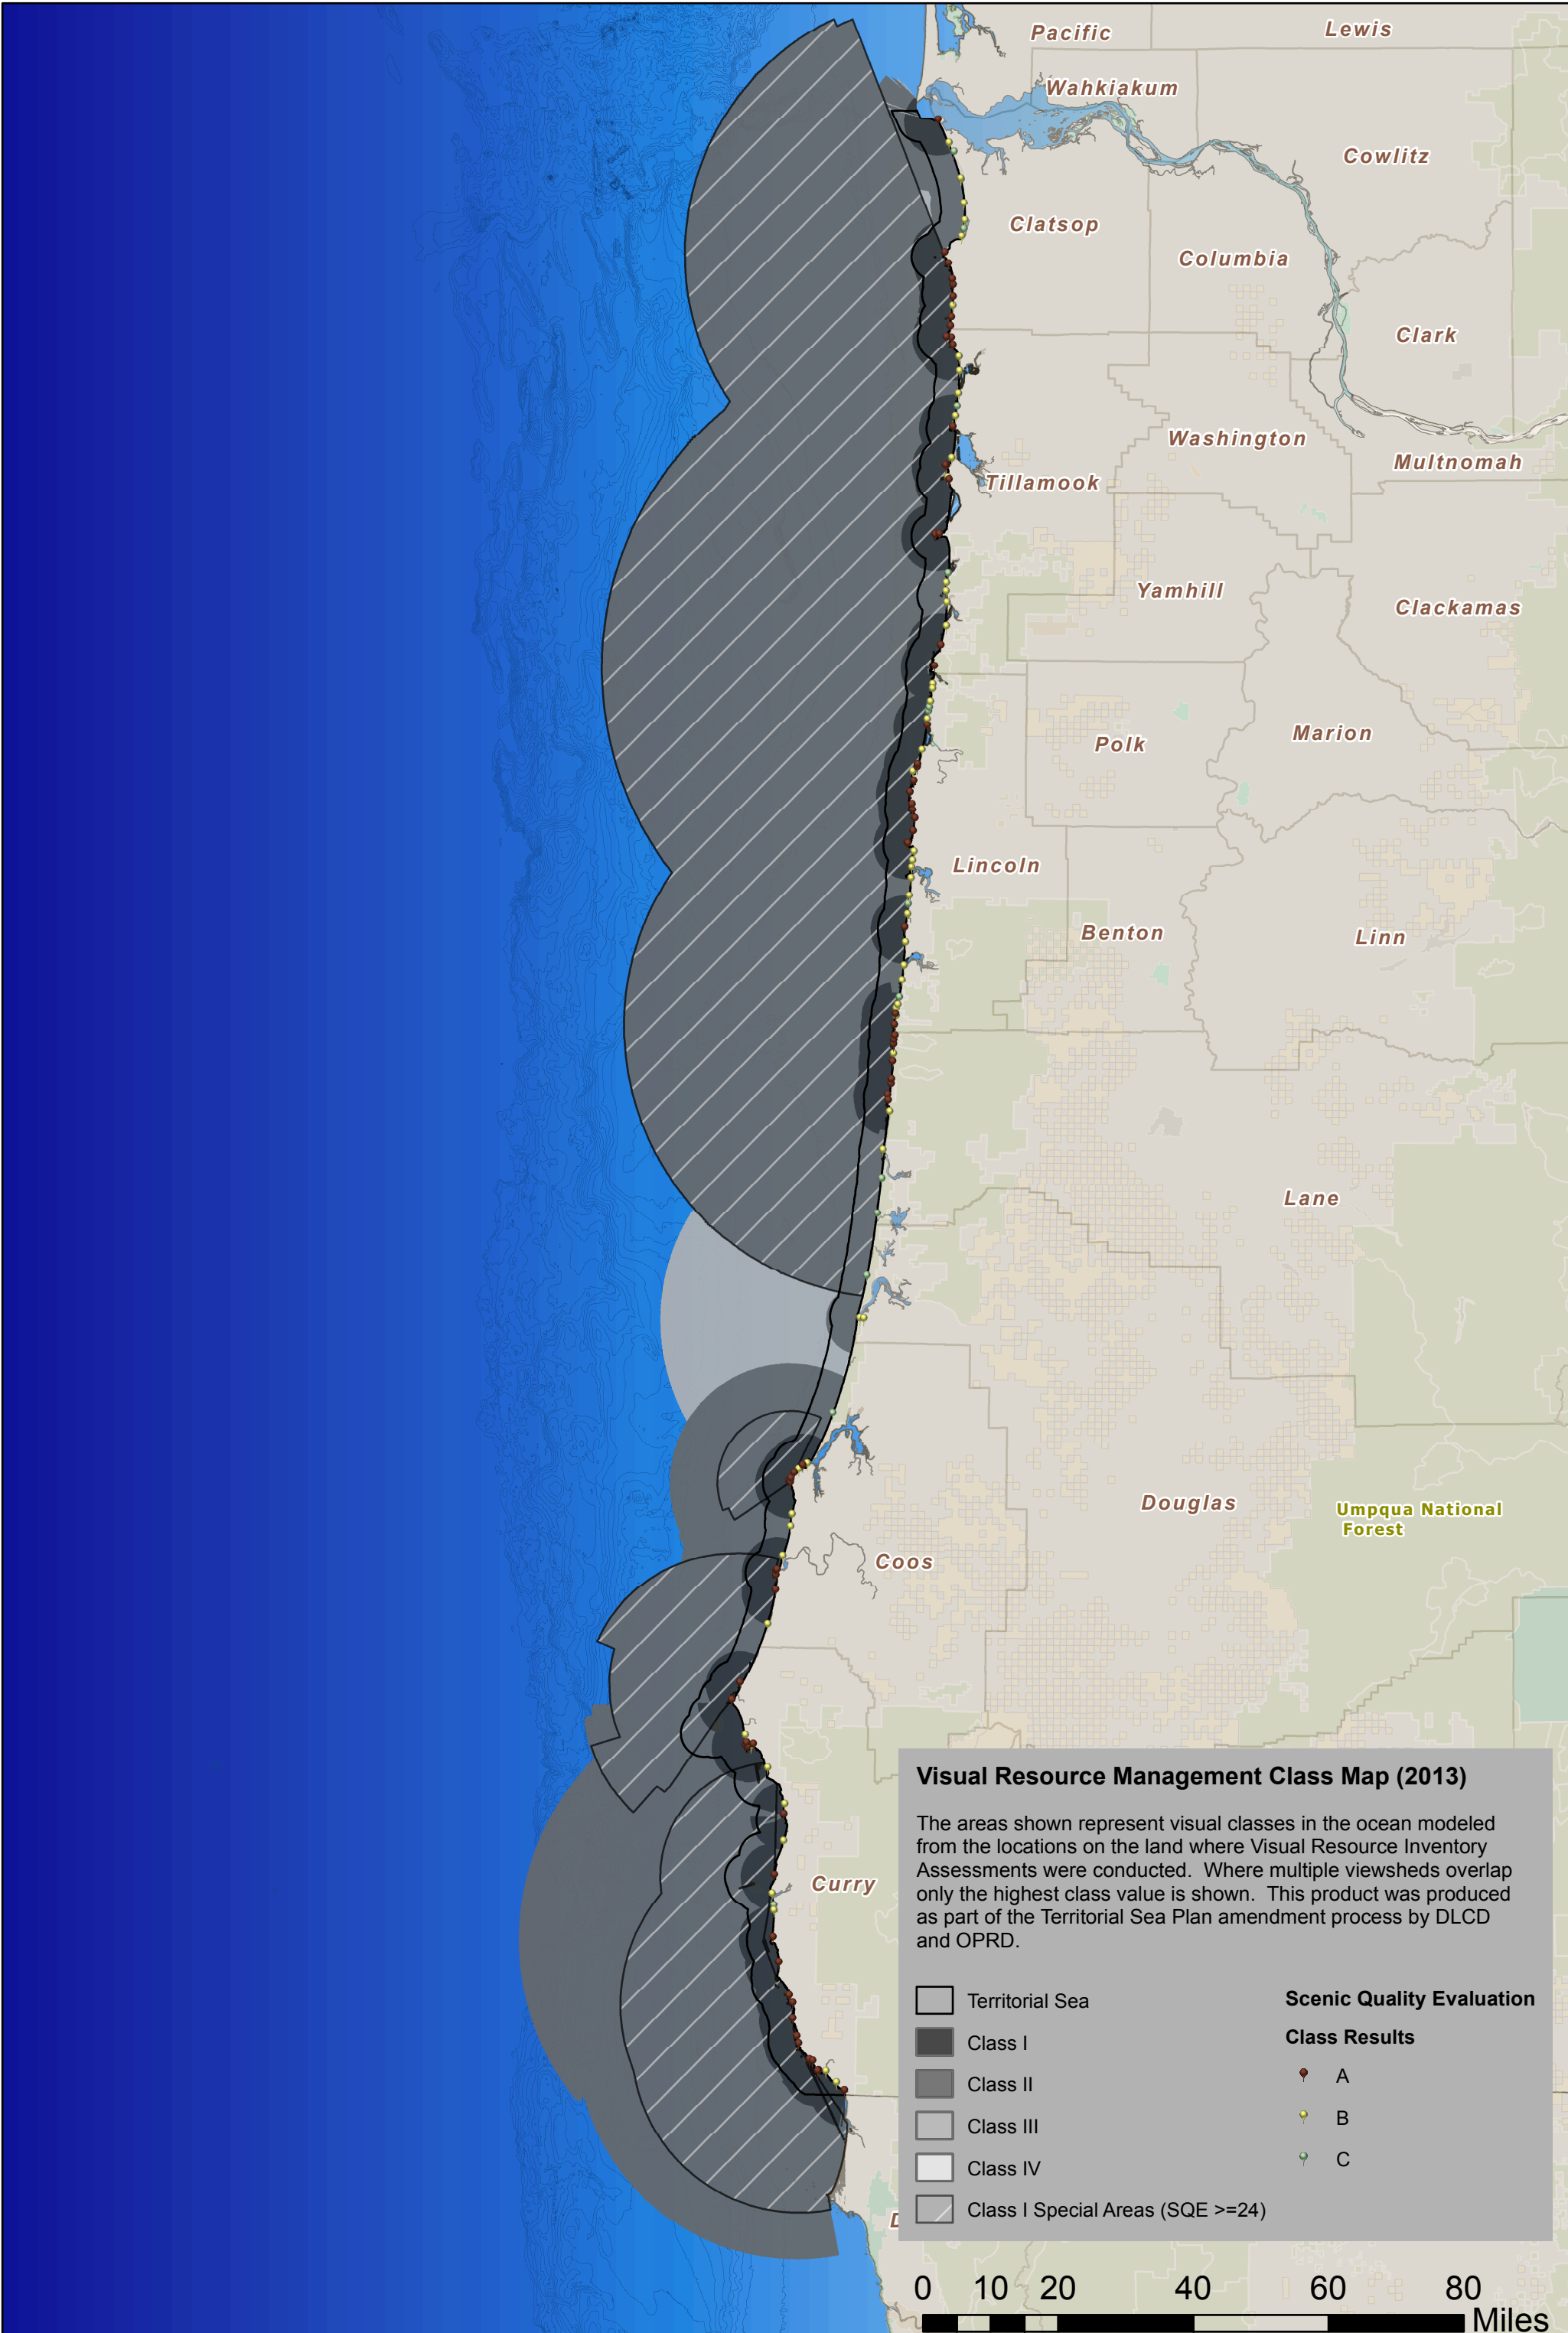 Pacific
Lewis
Wahkiakum
Cowlitz
Clatsop
Columbia
Clark
Washington
Multnomah
Tillamook
Yamhill
Clackamas
Polk
Marion
Lincoln
Benton
Linn
Lane
Douglas
Umpqua National
Forest
Coos
Curry
Visual Resource Management Class Map (2013)
The areas shown represent visual classes in the ocean modeled
from the locations on the land where Visual Resource Inventory
Assessments were conducted. Where multiple viewsheds overlap
only the highest class value is shown. This product was produced
as part of the Territorial Sea Plan amendment process by DLCD
and OPRD.
Territorial Sea
Class I
Class II
Class III
Class IV
Class I Special Areas (SQE >=24)
Scenic Quality Evaluation
Class Results
A
B
C
0 10 20 40 60 80
Miles